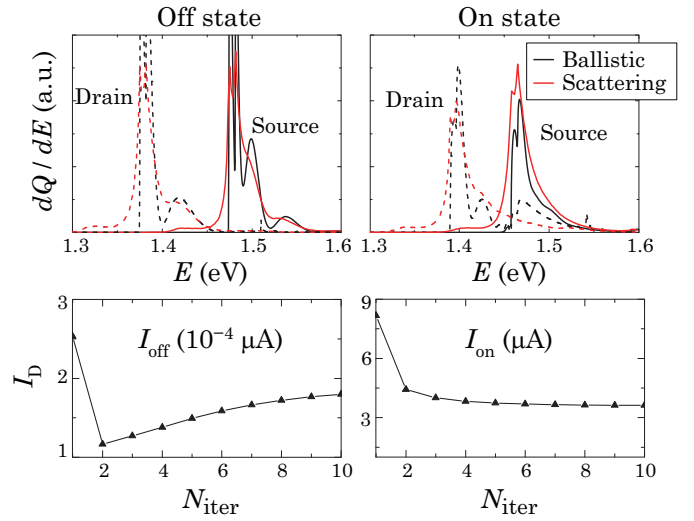 Off state
On state
dQ / dE (a.u.)
Drain
Source
Drain
Source
Ballistic
Scattering
1.3 1.4 1.5 1.6
1.3 1.4 1.5 1.6
E (eV)
E (eV)
I_D
3
2
1
I_off (10⁻⁴ μA)
2 4 6 8 10
N_iter
9
6
3
I_on (μA)
2 4 6 8 10
N_iter